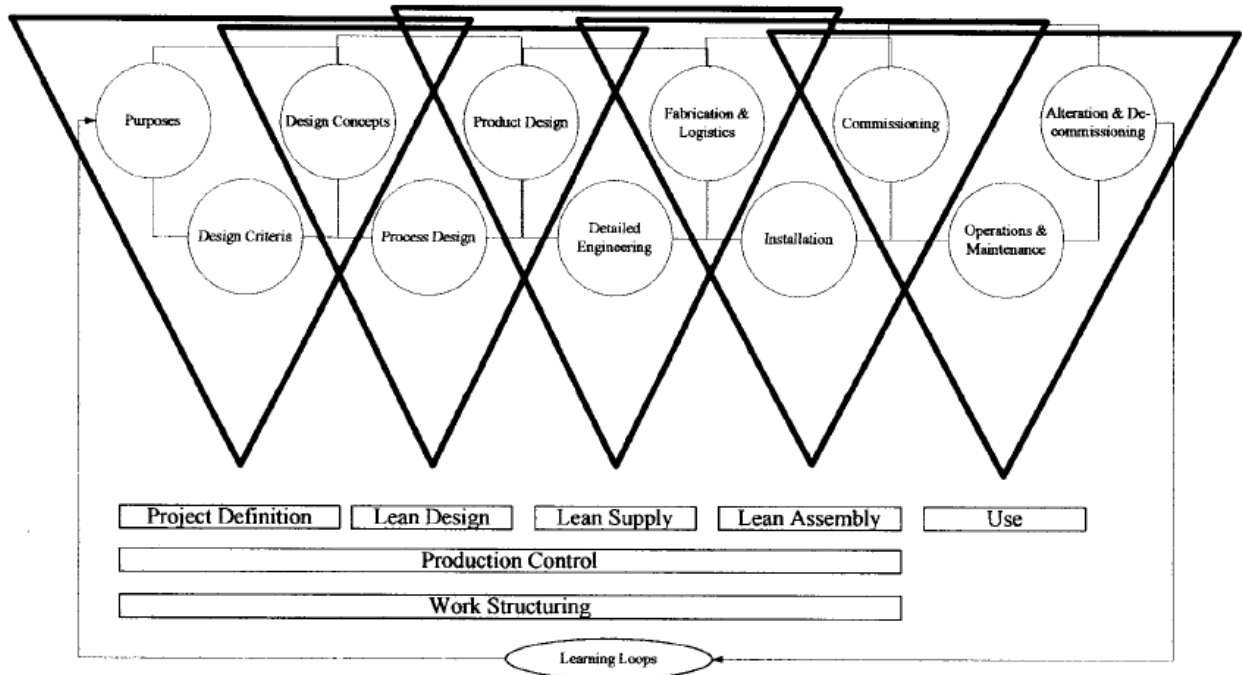 Purposes
Design Concepts
Product Design
Fabrication &
Logistics
Commissioning
Alteration & De-
commissioning
Design Criteria
Process Design
Detailed
Engineering
Installation
Operations &
Maintenance
Project Definition
Lean Design
Lean Supply
Lean Assembly
Use
Production Control
Work Structuring
Learning Loops